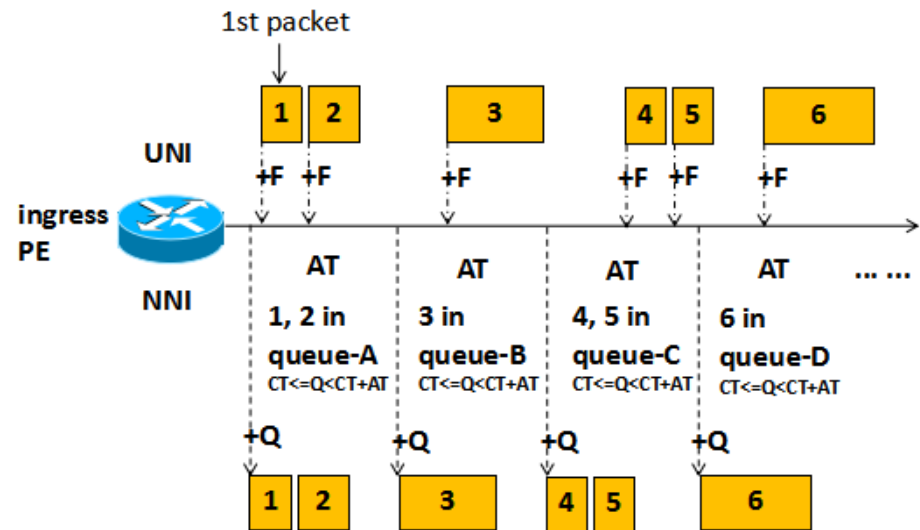 1st packet
1 2 3 4 5 6
UNI
+F +F +F +F +F +F
ingress
PE
NNI
AT AT AT AT ... ...
1, 2 in 3 in 4, 5 in 6 in
queue-A queue-B queue-C queue-D
CT<=Q<CT+AT CT<=Q<CT+AT CT<=Q<CT+AT CT<=Q<CT+AT
+Q +Q +Q +Q
1 2 3 4 5 6